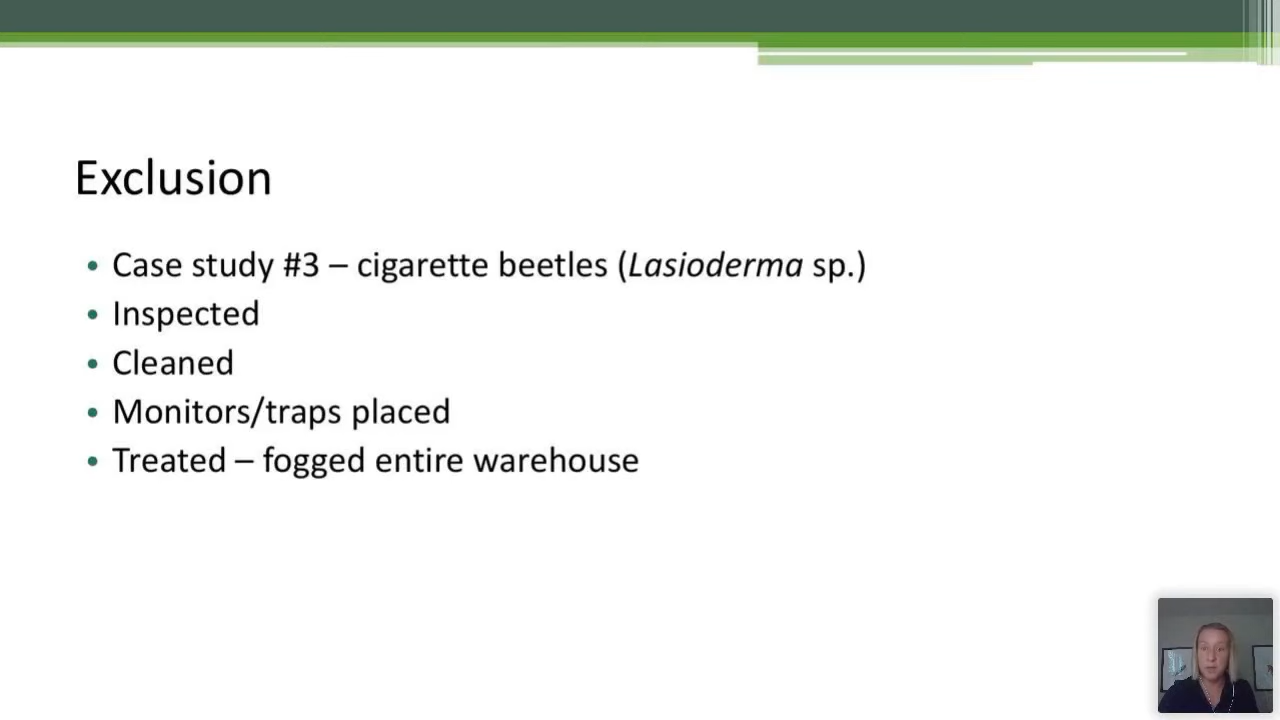 Exclusion
• Case study #3 – cigarette beetles (Lasioderma sp.)
• Inspected
• Cleaned
• Monitors/traps placed
• Treated – fogged entire warehouse